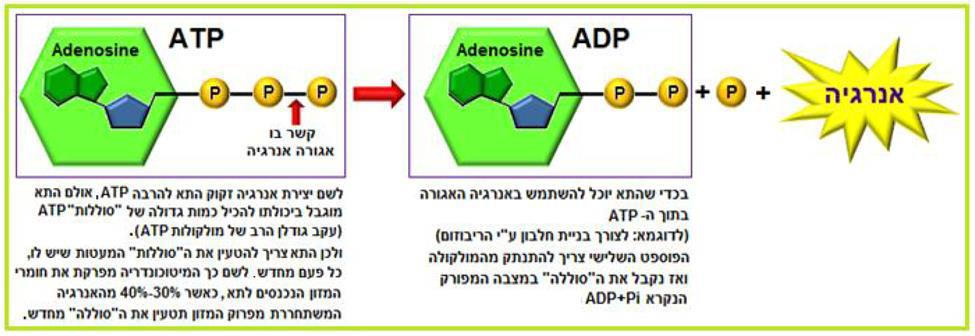 ATP
Adenosine
P P P
קשר בו
אגורה אנרגיה
ADP
Adenosine
P P + P +
אנרגיה
לשם יצירת אנרגיה זקוק התא להרבה ATP, אולם התא
מוגבל ביכולתו להכיל כמות גדולה של "סוללות"ATP
(עקב גודלן הרב של מולקולות ATP).
ולכן התא צריך להטעין את ה"סוללות" המעטות שיש לו,
כל פעם מחדש. לשם כך המיטוכונדריה מפרקת את חומרי
המזון הנכנסים לתא, כאשר 40%-30% מהאנרגיה
המשתחררת מפרוק המזון תטעין את ה"סוללה" מחדש.
בכדי שהתא יוכל להשתמש באנרגיה האגורה
בתוך ה- ATP
(לדוגמא: לצורך בניית חלבון ע"י הריבוזום)
הפוספט השלישי צריך להתנתק מהמולקולה
ואז נקבל את ה"סוללה" במצבה המפורק
הנקרא ADP+Pi